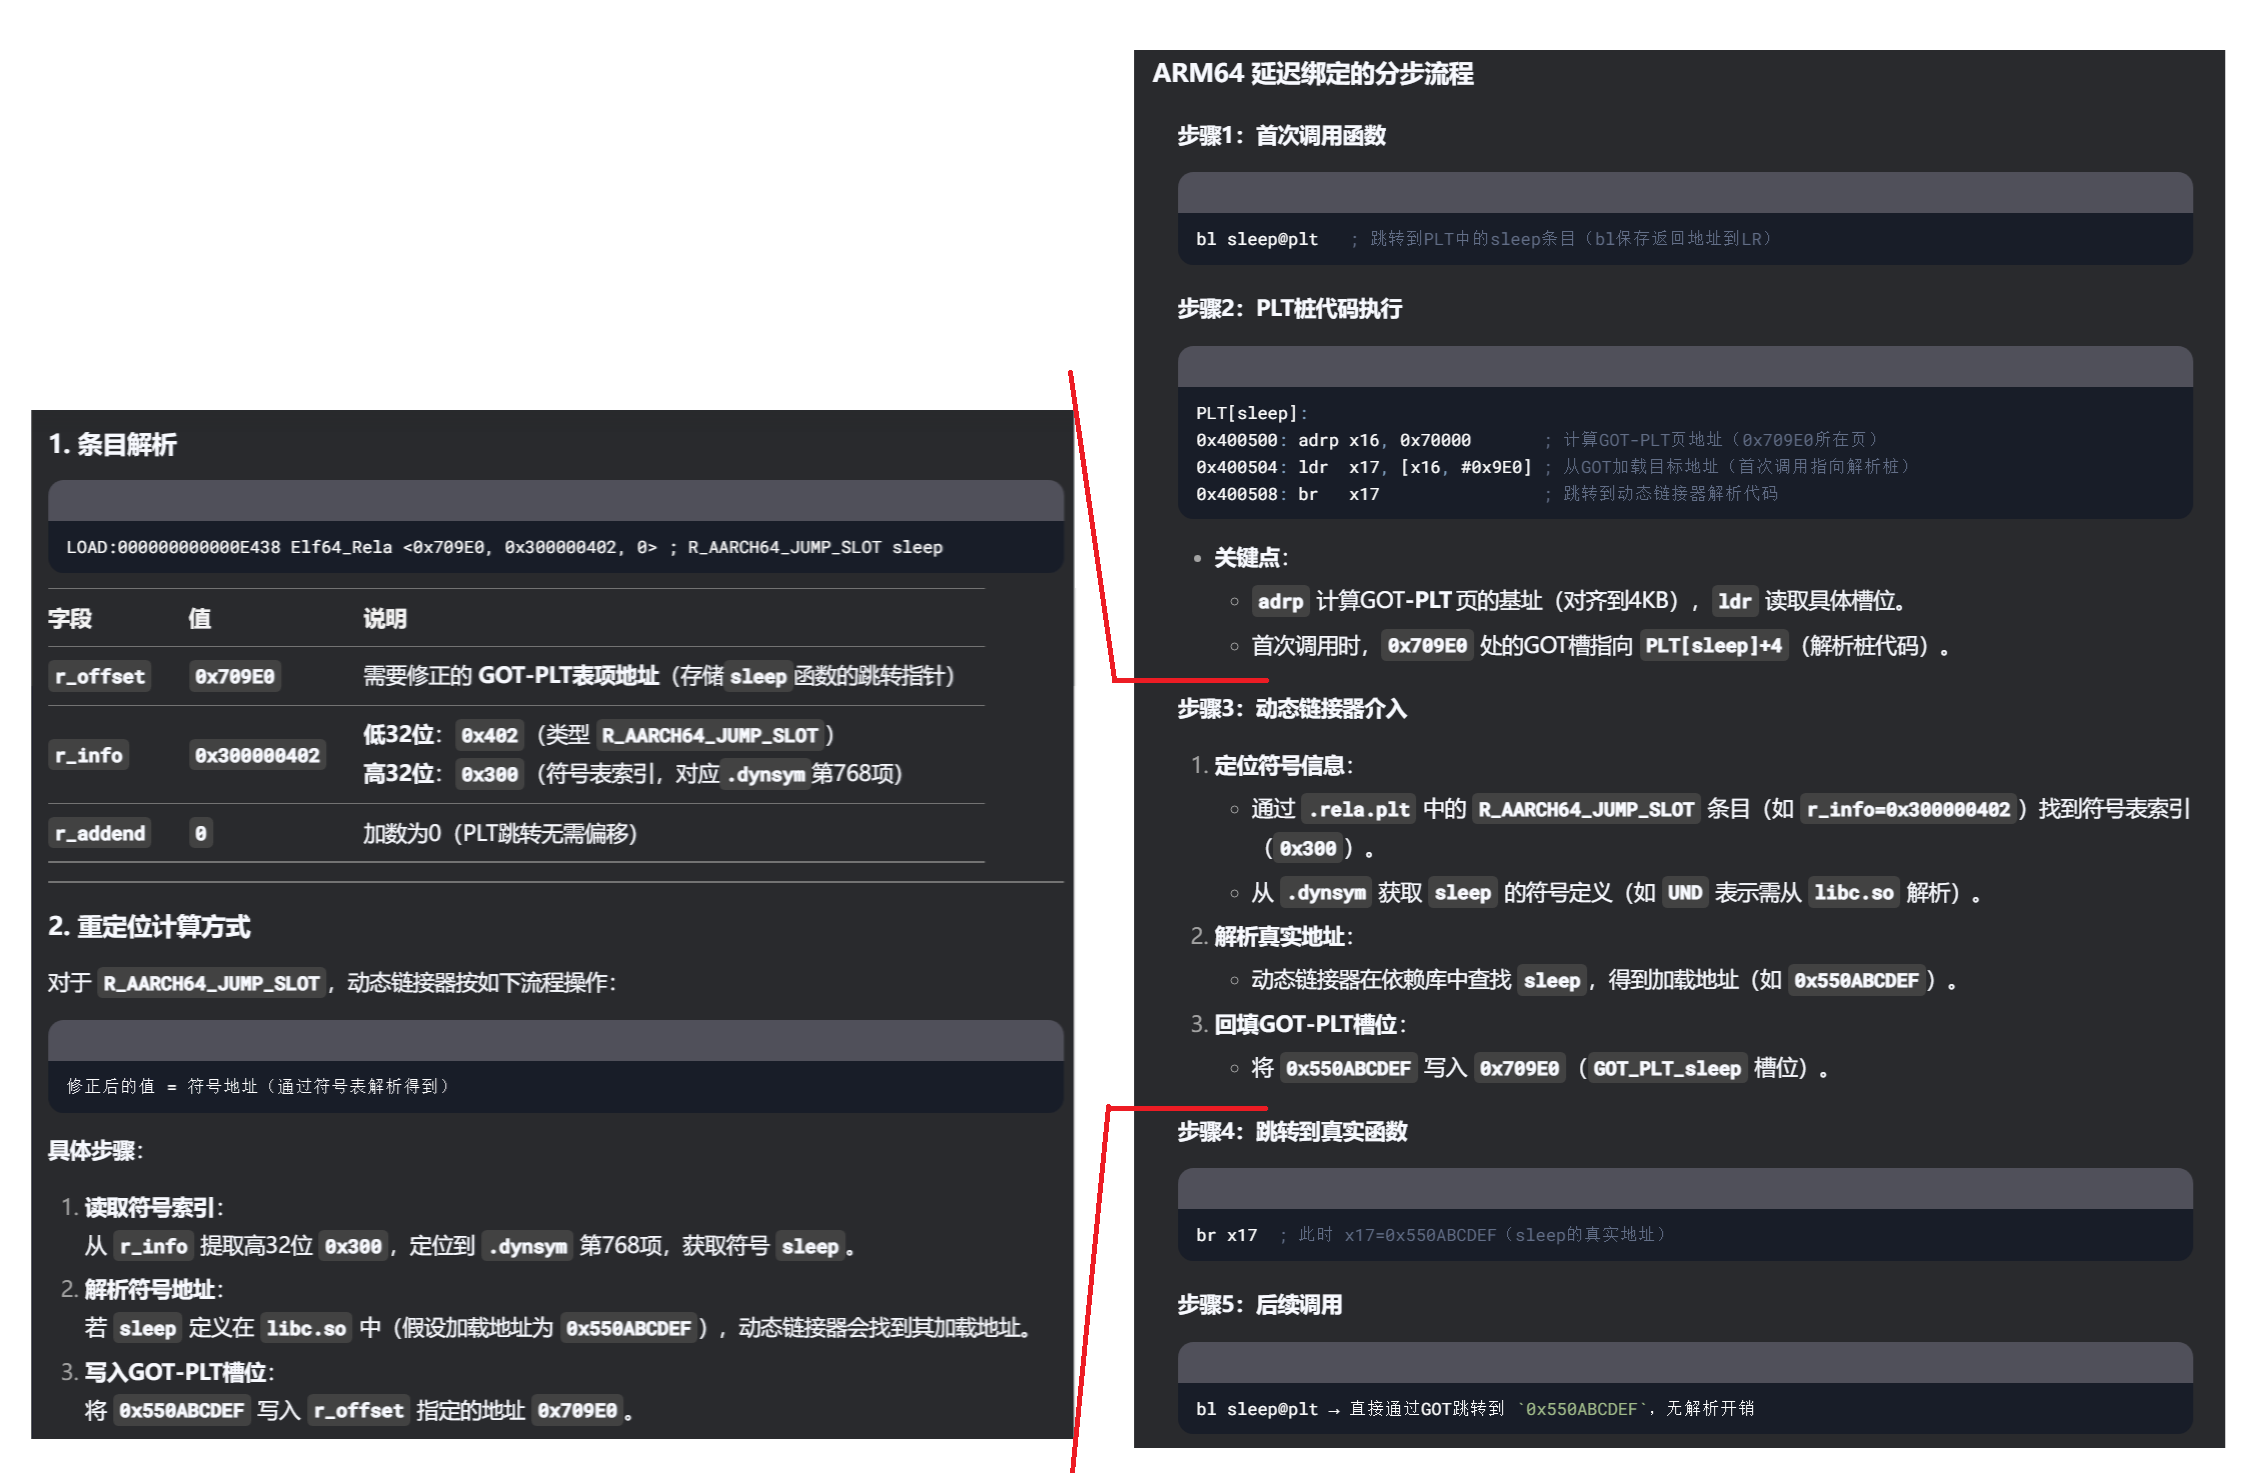 1. 条目解析
LOAD:000000000000E438 Elf64_Rela <0x709E0, 0x300000402, 0> ; R_AARCH64_JUMP_SLOT sleep
字段 值 说明
r_offset 0x709E0 需要修正的 GOT-PLT表项地址（存储 sleep 函数的跳转指针）
r_info 0x300000402 低32位： 0x402 （类型 R_AARCH64_JUMP_SLOT ）
高32位： 0x300 （符号表索引，对应 .dynsym 第768项）
r_addend 0 加数为0（PLT跳转无需偏移）
2. 重定位计算方式
对于 R_AARCH64_JUMP_SLOT ，动态链接器按如下流程操作：
修正后的值 = 符号地址（通过符号表解析得到）
具体步骤：
1. 读取符号索引：
从 r_info 提取高32位 0x300 ，定位到 .dynsym 第768项，获取符号 sleep 。
2. 解析符号地址：
若 sleep 定义在 libc.so 中（假设加载地址为 0x550ABCDEF ），动态链接器会找到其加载地址。
3. 写入GOT-PLT槽位：
将 0x550ABCDEF 写入 r_offset 指定的地址 0x709E0 。
ARM64 延迟绑定的分步流程
步骤1：首次调用函数
bl sleep@plt ; 跳转到PLT中的sleep条目（bl保存返回地址到LR）
步骤2：PLT桩代码执行
PLT[sleep]:
0x400500: adrp x16, 0x70000 ; 计算GOT-PLT页地址（0x709E0所在页）
0x400504: ldr x17, [x16, #0x9E0] ; 从GOT加载目标地址（首次调用指向解析桩）
0x400508: br x17 ; 跳转到动态链接器解析代码
• 关键点：
○ adrp 计算GOT-PLT 页的基址（对齐到4KB）， ldr 读取具体槽位。
○ 首次调用时， 0x709E0 处的GOT槽指向 PLT[sleep]+4 （解析桩代码）。
步骤3：动态链接器介入
1. 定位符号信息：
○ 通过 .rela.plt 中的 R_AARCH64_JUMP_SLOT 条目（如 r_info=0x300000402 ）找到符号表索引
（ 0x300 ）。
○ 从 .dynsym 获取 sleep 的符号定义（如 UND 表示需从 libc.so 解析）。
2. 解析真实地址：
○ 动态链接器在依赖库中查找 sleep ，得到加载地址（如 0x550ABCDEF ）。
3. 回填GOT-PLT槽位：
○ 将 0x550ABCDEF 写入 0x709E0 （ GOT_PLT_sleep 槽位）。
步骤4：跳转到真实函数
br x17 ; 此时 x17=0x550ABCDEF（sleep的真实地址）
步骤5：后续调用
bl sleep@plt → 直接通过GOT跳转到 `0x550ABCDEF`，无解析开销